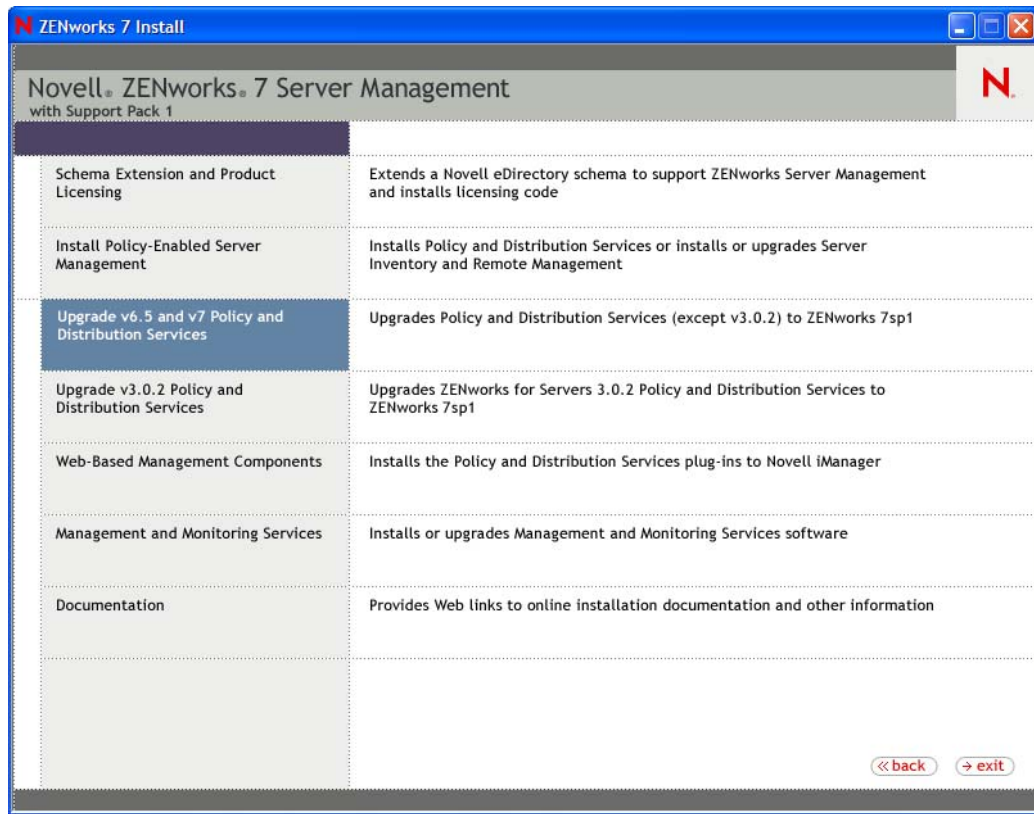 N ZENworks 7 Install
Novell® ZENworks® 7 Server Management
with Support Pack 1
N®
Schema Extension and Product
Licensing
Extends a Novell eDirectory schema to support ZENworks Server Management
and installs licensing code
Install Policy-Enabled Server
Management
Installs Policy and Distribution Services or installs or upgrades Server
Inventory and Remote Management
Upgrade v6.5 and v7 Policy and
Distribution Services
Upgrades Policy and Distribution Services (except v3.0.2) to ZENworks 7sp1
Upgrade v3.0.2 Policy and
Distribution Services
Upgrades ZENworks for Servers 3.0.2 Policy and Distribution Services to
ZENworks 7sp1
Web-Based Management Components
Installs the Policy and Distribution Services plug-ins to Novell iManager
Management and Monitoring Services
Installs or upgrades Management and Monitoring Services software
Documentation
Provides Web links to online installation documentation and other information
« back
→ exit